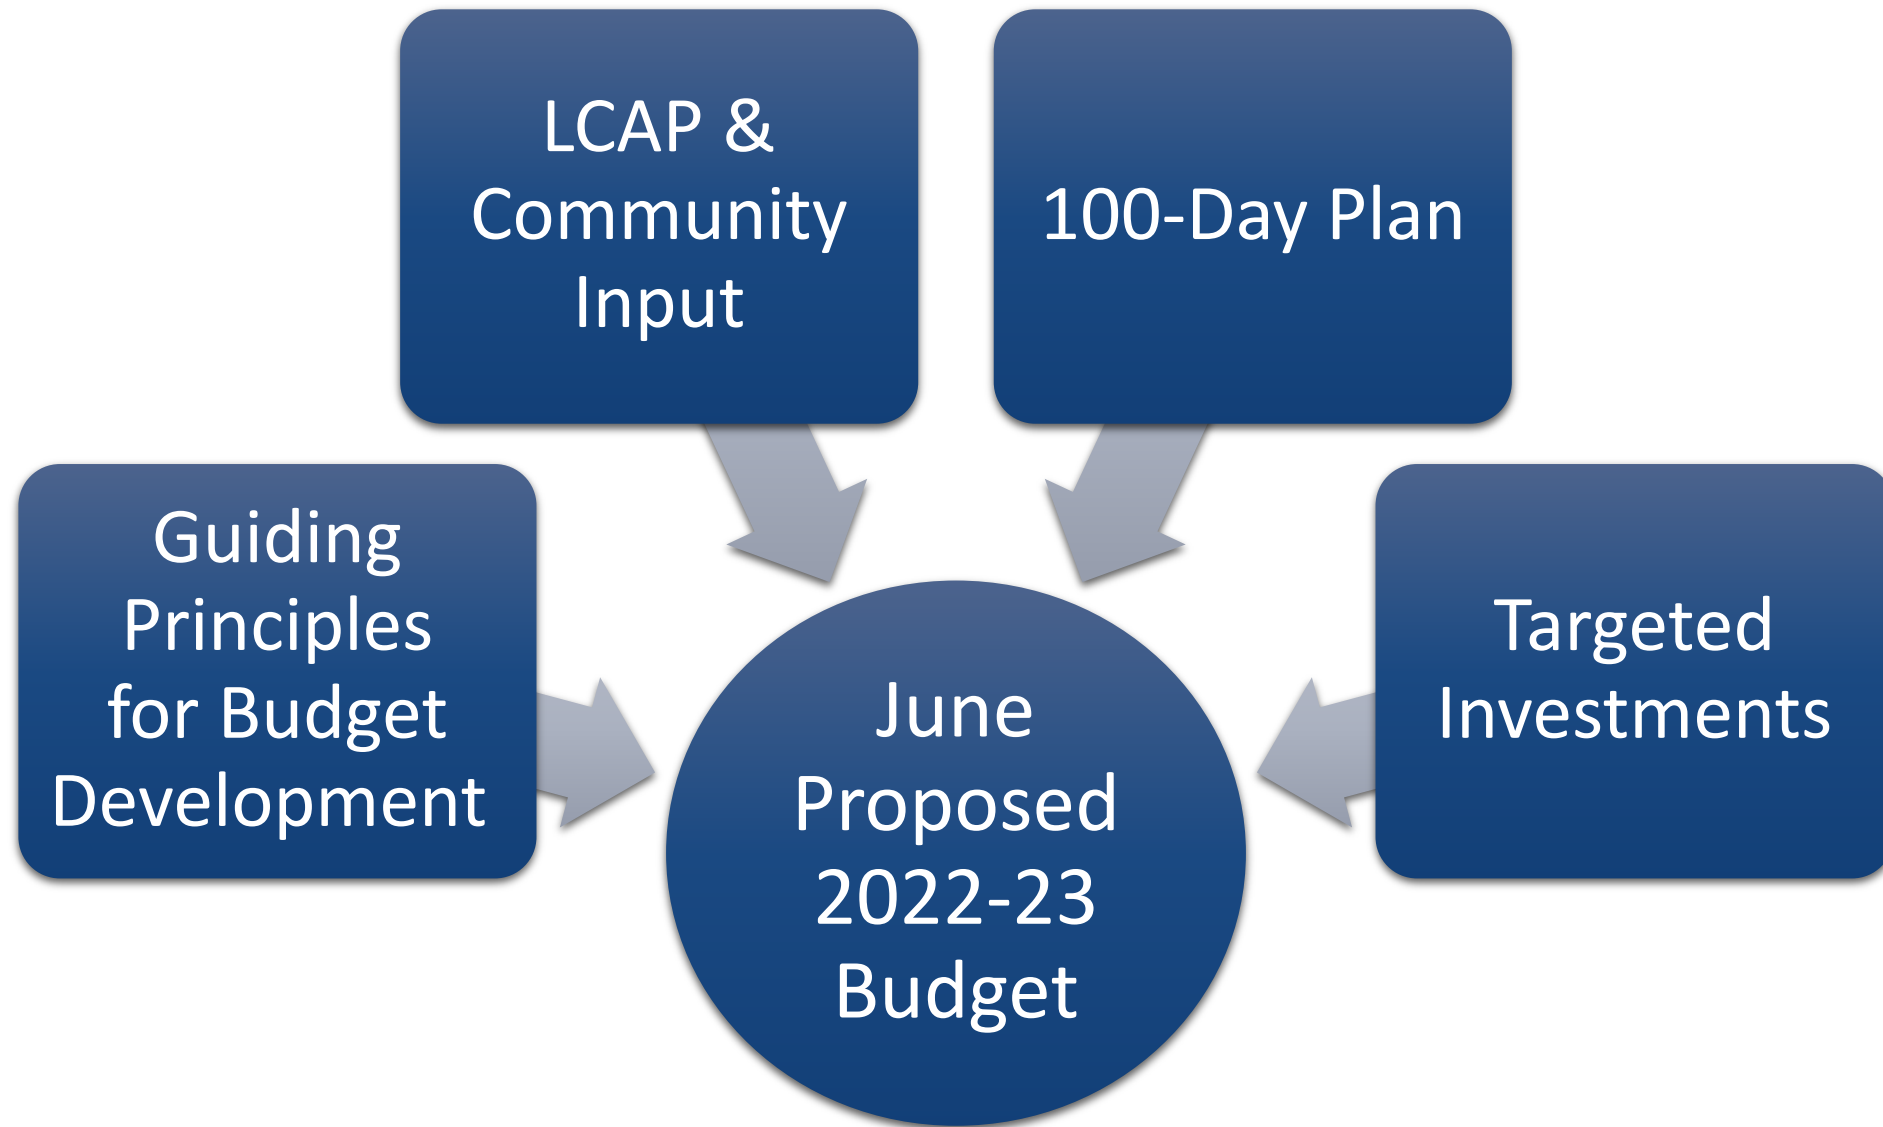 LCAP &
Community
Input
100-Day Plan
Guiding
Principles
for Budget
Development
Targeted
Investments
June
Proposed
2022-23
Budget